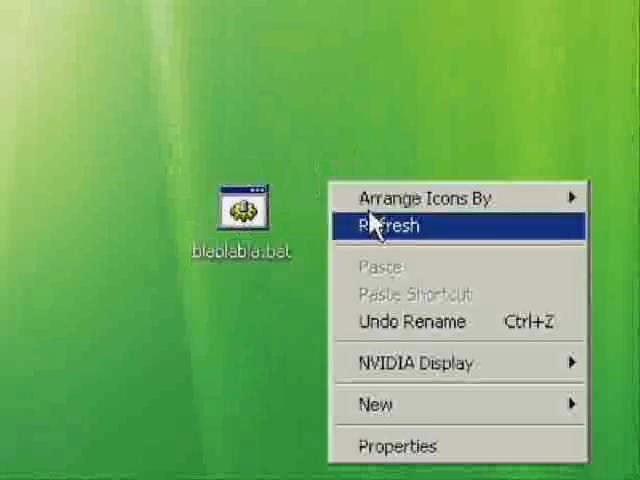 blablabla.bat
Arrange Icons By
Refresh
Paste
Paste Shortcut
Undo Rename Ctrl+Z
NVIDIA Display
New
Properties